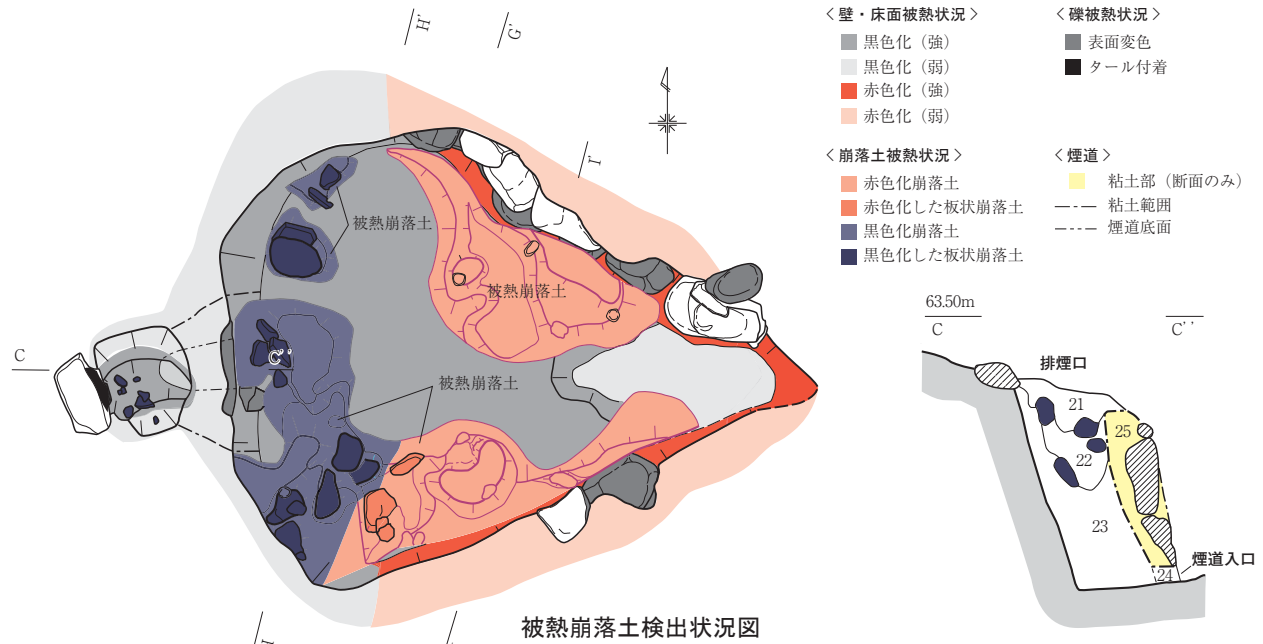 H'
G'
I'
C
C''
被熱崩落土
被熱崩落土
被熱崩落土
被熱崩落土検出状況図
〈 壁・床面被熱状況 〉
黒色化（強）
黒色化（弱）
赤色化（強）
赤色化（弱）
〈 礫被熱状況 〉
表面変色
タール付着
〈 崩落土被熱状況 〉
赤色化崩落土
赤色化した板状崩落土
黒色化崩落土
黒色化した板状崩落土
〈 煙道 〉
粘土部（断面のみ）
粘土範囲
煙道底面
63.50m
C
C''
排煙口
21
25
22
23
24
煙道入口